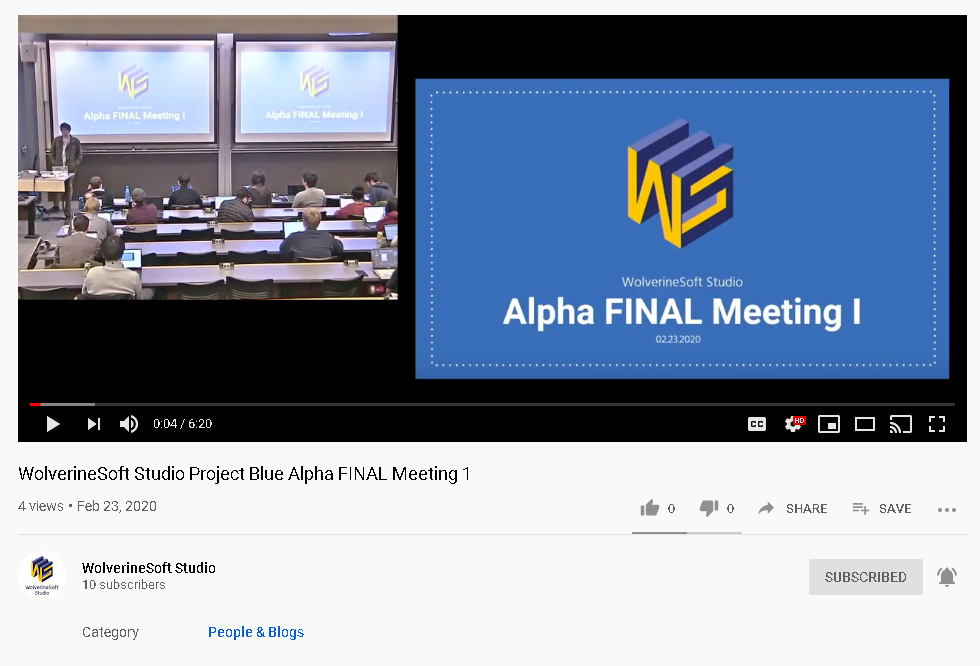 WolverineSoft Studio
Alpha FINAL Meeting I
Alpha FINAL Meeting I
WS
WolverineSoft Studio
Alpha FINAL Meeting I
02.23.2020
0:04 / 6:20
CC
HD
WolverineSoft Studio Project Blue Alpha FINAL Meeting 1
4 views • Feb 23, 2020
0
0
SHARE
SAVE
WolverineSoft Studio
10 subscribers
WolverineSoft
Studio
SUBSCRIBED
Category
People & Blogs